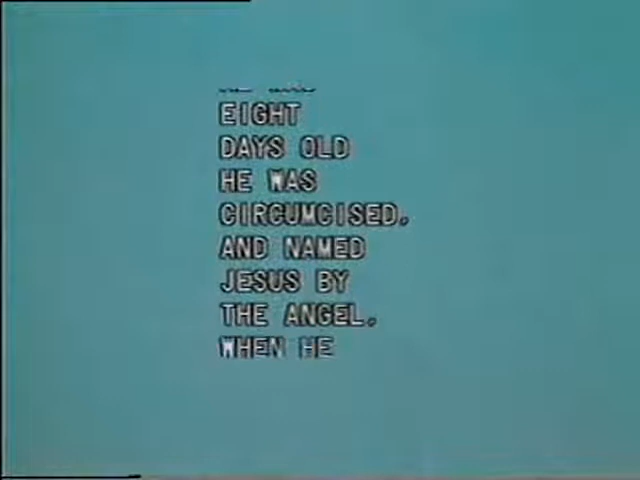 EIGHT
DAYS OLD
HE WAS
CIRCUMCISED.
AND NAMED
JESUS BY
THE ANGEL.
WHEN HE